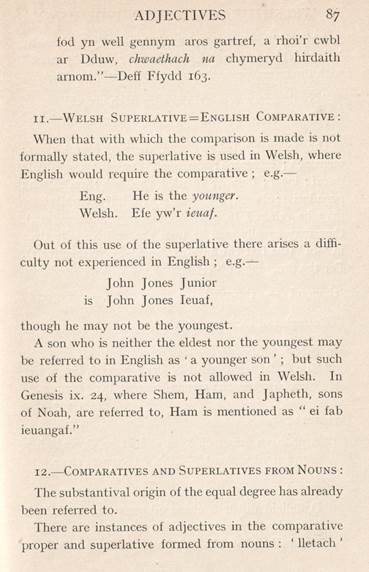 ADJECTIVES 87
fod yn well gennym aros gartref, a rhoi'r cwbl
ar Dduw, chwaethach na chymeryd hirdaith
arnom."—Deff Ffydd 163.
11.—WELSH SUPERLATIVE=ENGLISH COMPARATIVE:
When that with which the comparison is made is not
formally stated, the superlative is used in Welsh, where
English would require the comparative; e.g.—
Eng. He is the younger.
Welsh. Efe yw'r ieuaf.
Out of this use of the superlative there arises a diffi-
culty not experienced in English; e.g.—
John Jones Junior
is John Jones Ieuaf,
though he may not be the youngest.
A son who is neither the eldest nor the youngest may
be referred to in English as 'a younger son'; but such
use of the comparative is not allowed in Welsh. In
Genesis ix. 24, where Shem, Ham, and Japheth, sons
of Noah, are referred to, Ham is mentioned as "ei fab
ieuangaf."
12.—COMPARATIVES AND SUPERLATIVES FROM NOUNS:
The substantival origin of the equal degree has already
been referred to.
There are instances of adjectives in the comparative
proper and superlative formed from nouns: 'lletach'